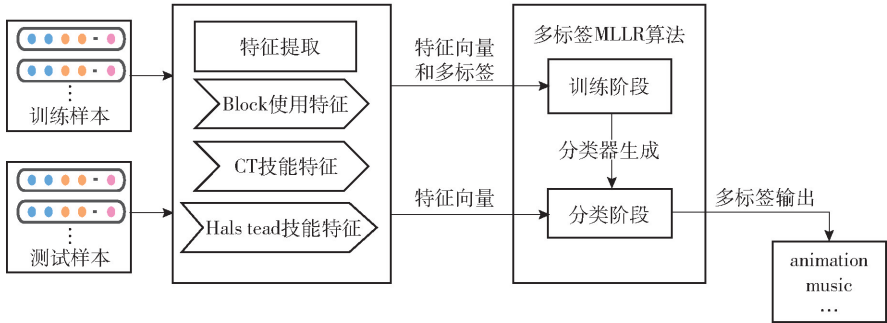 训练样本
测试样本
特征提取
Block使用特征
CT技能特征
Hals tead技能特征
特征向量
和多标签
特征向量
多标签MLLR算法
训练阶段
分类器生成
分类阶段
多标签输出
animation
music
…